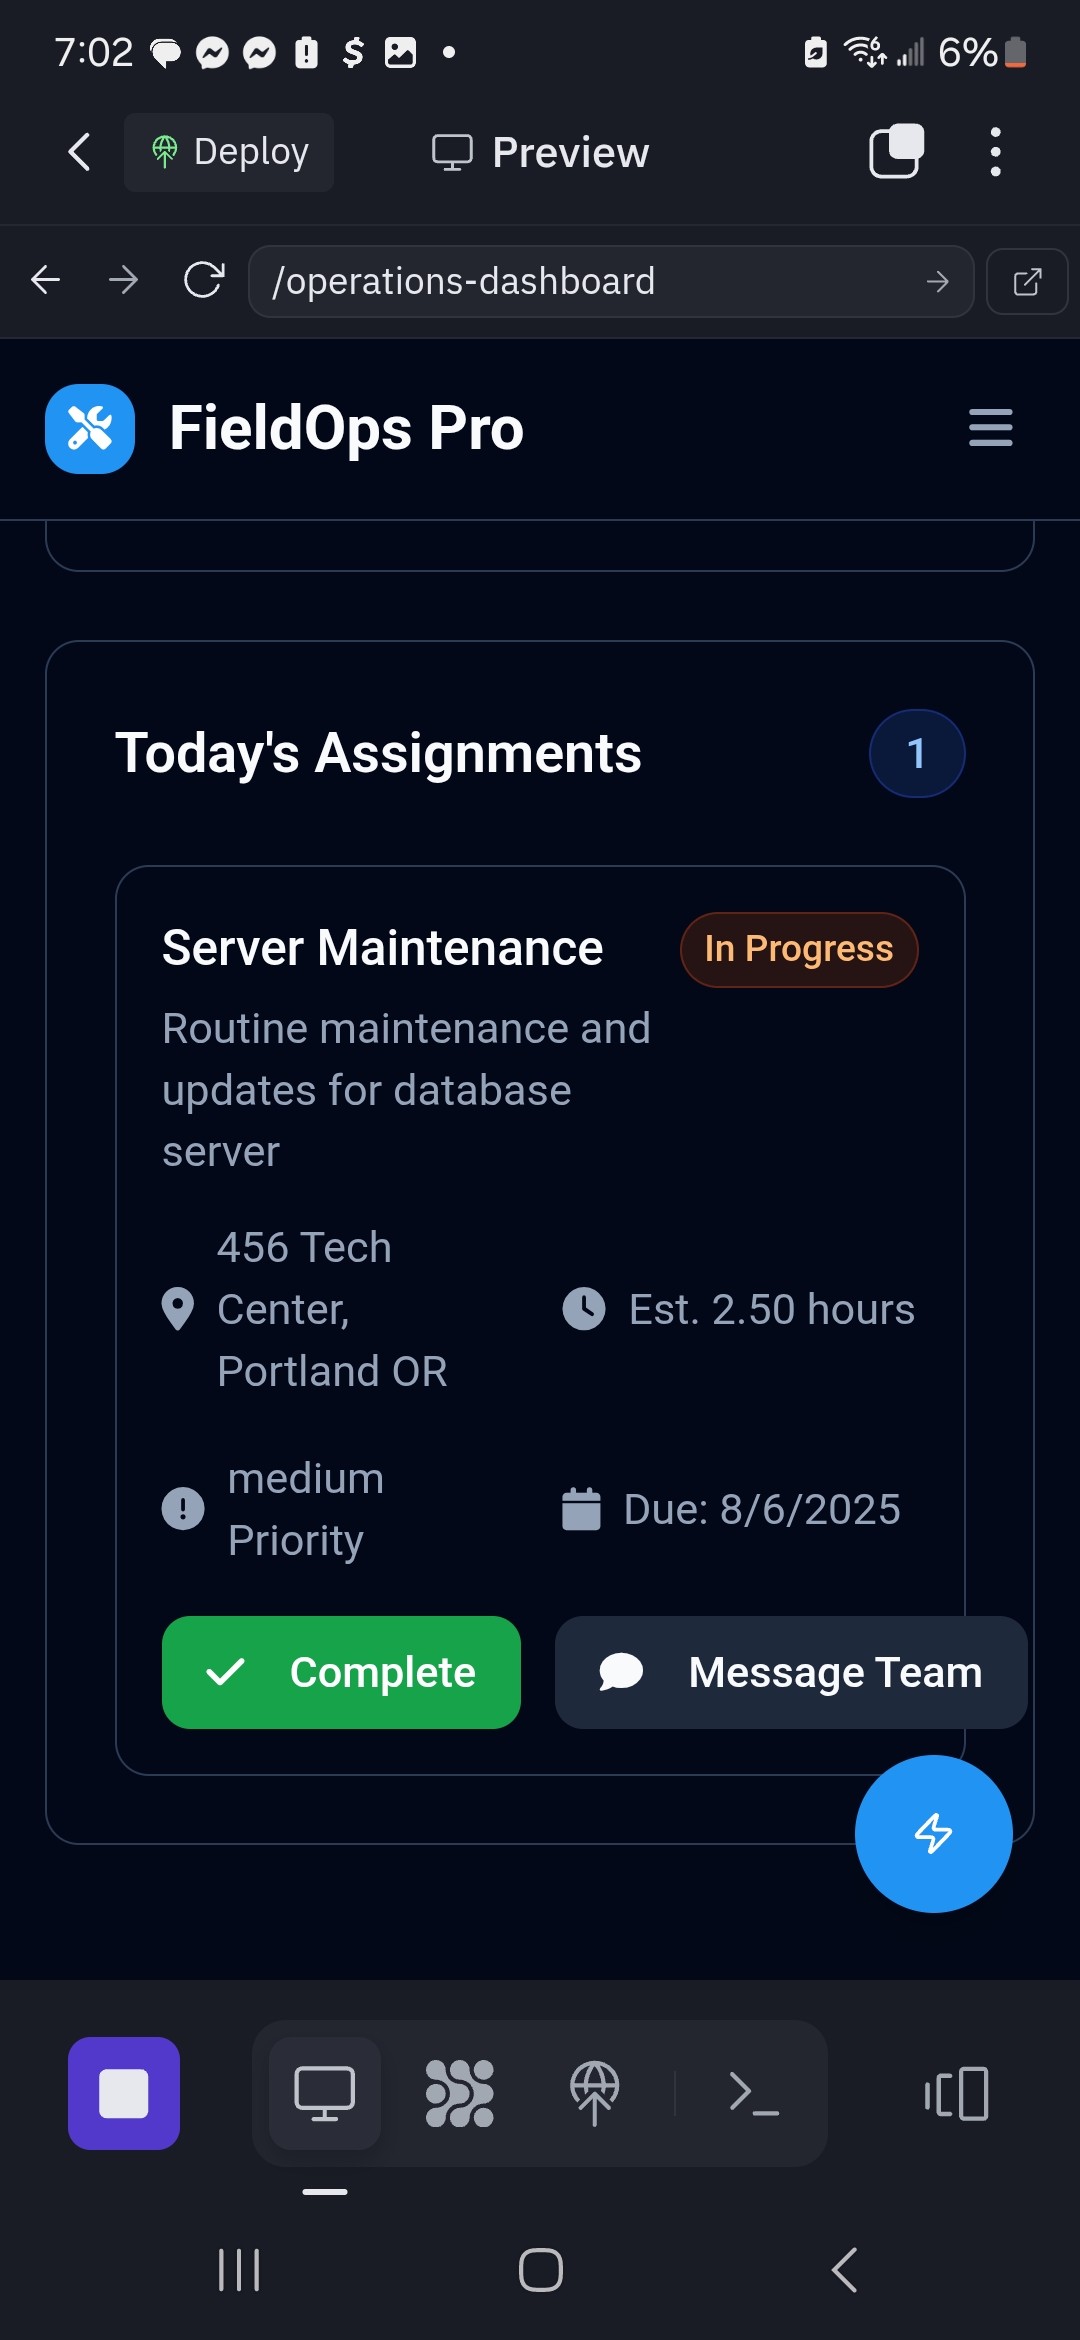 7:02
6%
Deploy
Preview
/operations-dashboard
FieldOps Pro
Today's Assignments
1
Server Maintenance
In Progress
Routine maintenance and
updates for database
server
456 Tech
Center,
Portland OR
Est. 2.50 hours
medium
Priority
Due: 8/6/2025
Complete
Message Team